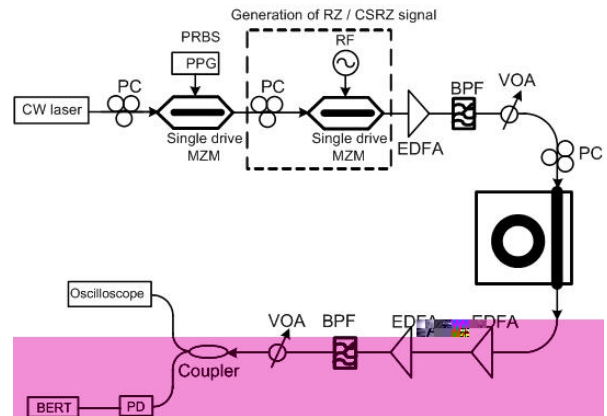 Generation of RZ / CSRZ signal
PRBS
PPG
RF
PC
PC
BPF
VOA
CW laser
Single drive
MZM
Single drive
MZM
EDFA
PC
Oscilloscope
VOA
BPF
EDFA
EDFA
Coupler
BERT
PD